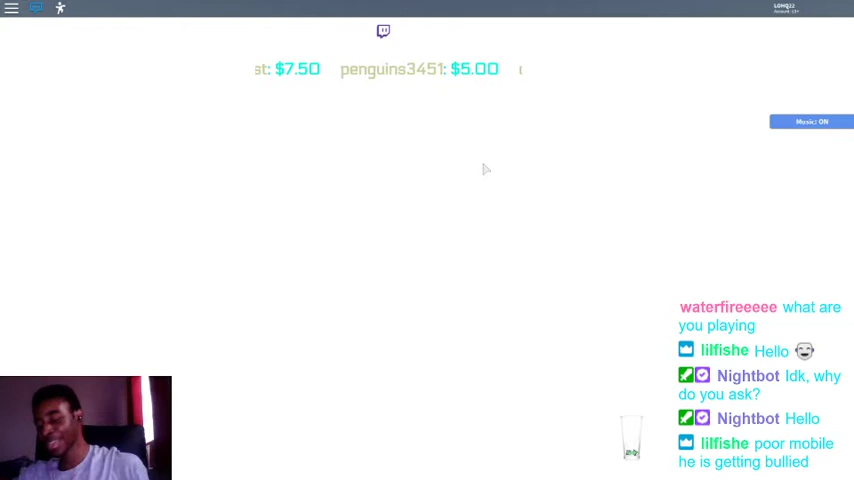 LOHQ22
st: $7.50 penguins3451: $5.00
Music: ON
waterfireeeee what are
you playing
lilfishe Hello
Nightbot Idk, why
do you ask?
Nightbot Hello
lilfishe poor mobile
he is getting bullied